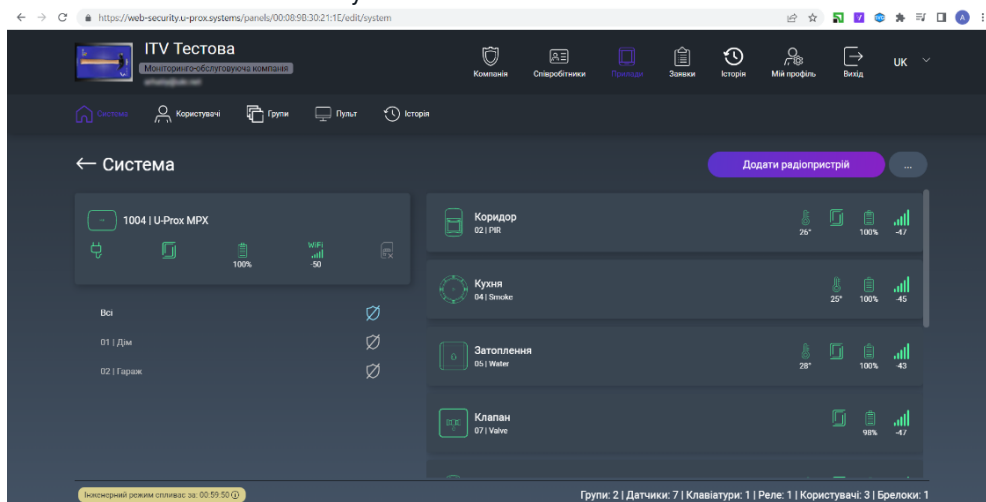 https://web-security.u-prox.systems/panels/00:08:9B:30:21:1E/edit/system
ITV Тестова
Моніторингo-обслуговуюча компанія
Компанія Співробітники Прилади Заявки Історія Мій профіль Вихід UK
Система Користувачі Групи Пульт Історія
← Система
Додати радіопристрій ...
1004 | U-Prox MPX
100% WiFi -50
Всі
01 | Дім
02 | Гараж
Коридор
02 | PIR
26° 100% -47
Кухня
04 | Smoke
25° 100% -45
Затоплення
05 | Water
28° 100% -43
Клапан
07 | Valve
98% -47
Інженерний режим спливає за: 00:59:50
Групи: 2 | Датчики: 7 | Клавіатури: 1 | Реле: 1 | Користувачі: 3 | Брелоки: 1